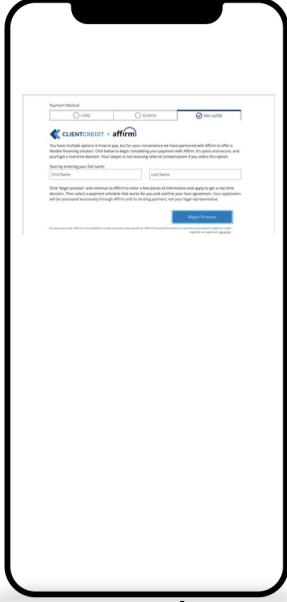 Payment Method
CARD
ECHECK
PAY LATER
CLIENTCREDIT + affirm
You have multiple options in how to pay, but for your convenience we have partnered with Affirm to offer a
flexible financing solution. Click below to begin completing your payment with Affirm. It's quick and secure, and
you'll get a real-time decision. Your lawyer is not receiving referral compensation if you select this option.
Start by entering your full name:
First Name
Last Name
Click "begin process" and continue to Affirm to enter a few pieces of information and apply to get a real time
decision. Then select a payment schedule that works for you and confirm your loan agreement. Your application
will be processed exclusively through Affirm and its lending partners, not your legal representative.
Begin Process
eligibility and approval. See terms